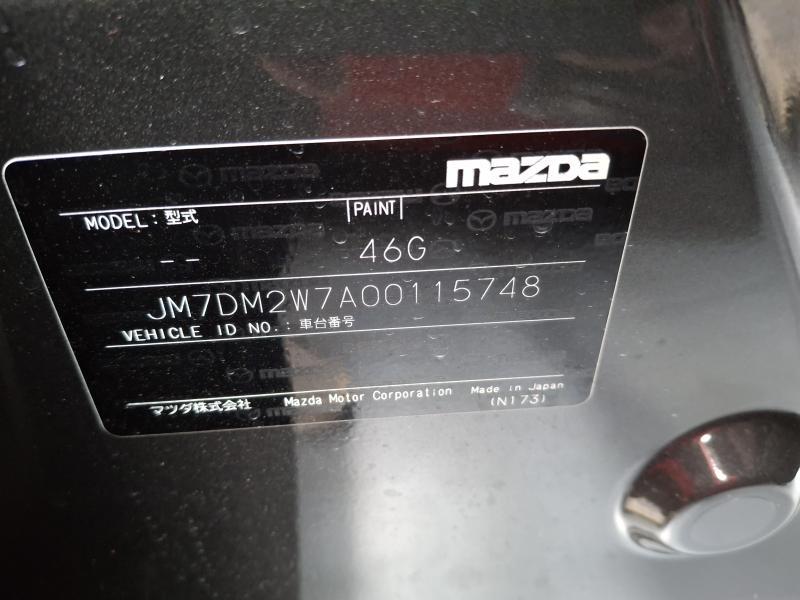 mazda
MODEL : 型式 PAINT
-- 46G
JM7DM2W7A00115748
VEHICLE ID NO. : 車台番号
マツダ株式会社 Mazda Motor Corporation Made in Japan
(N173)